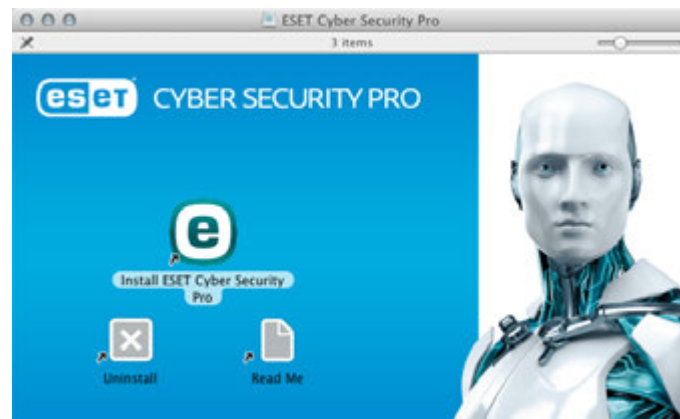 ESET Cyber Security Pro
3 items
eset CYBER SECURITY PRO
e
Install ESET Cyber Security
Pro
Uninstall Read Me